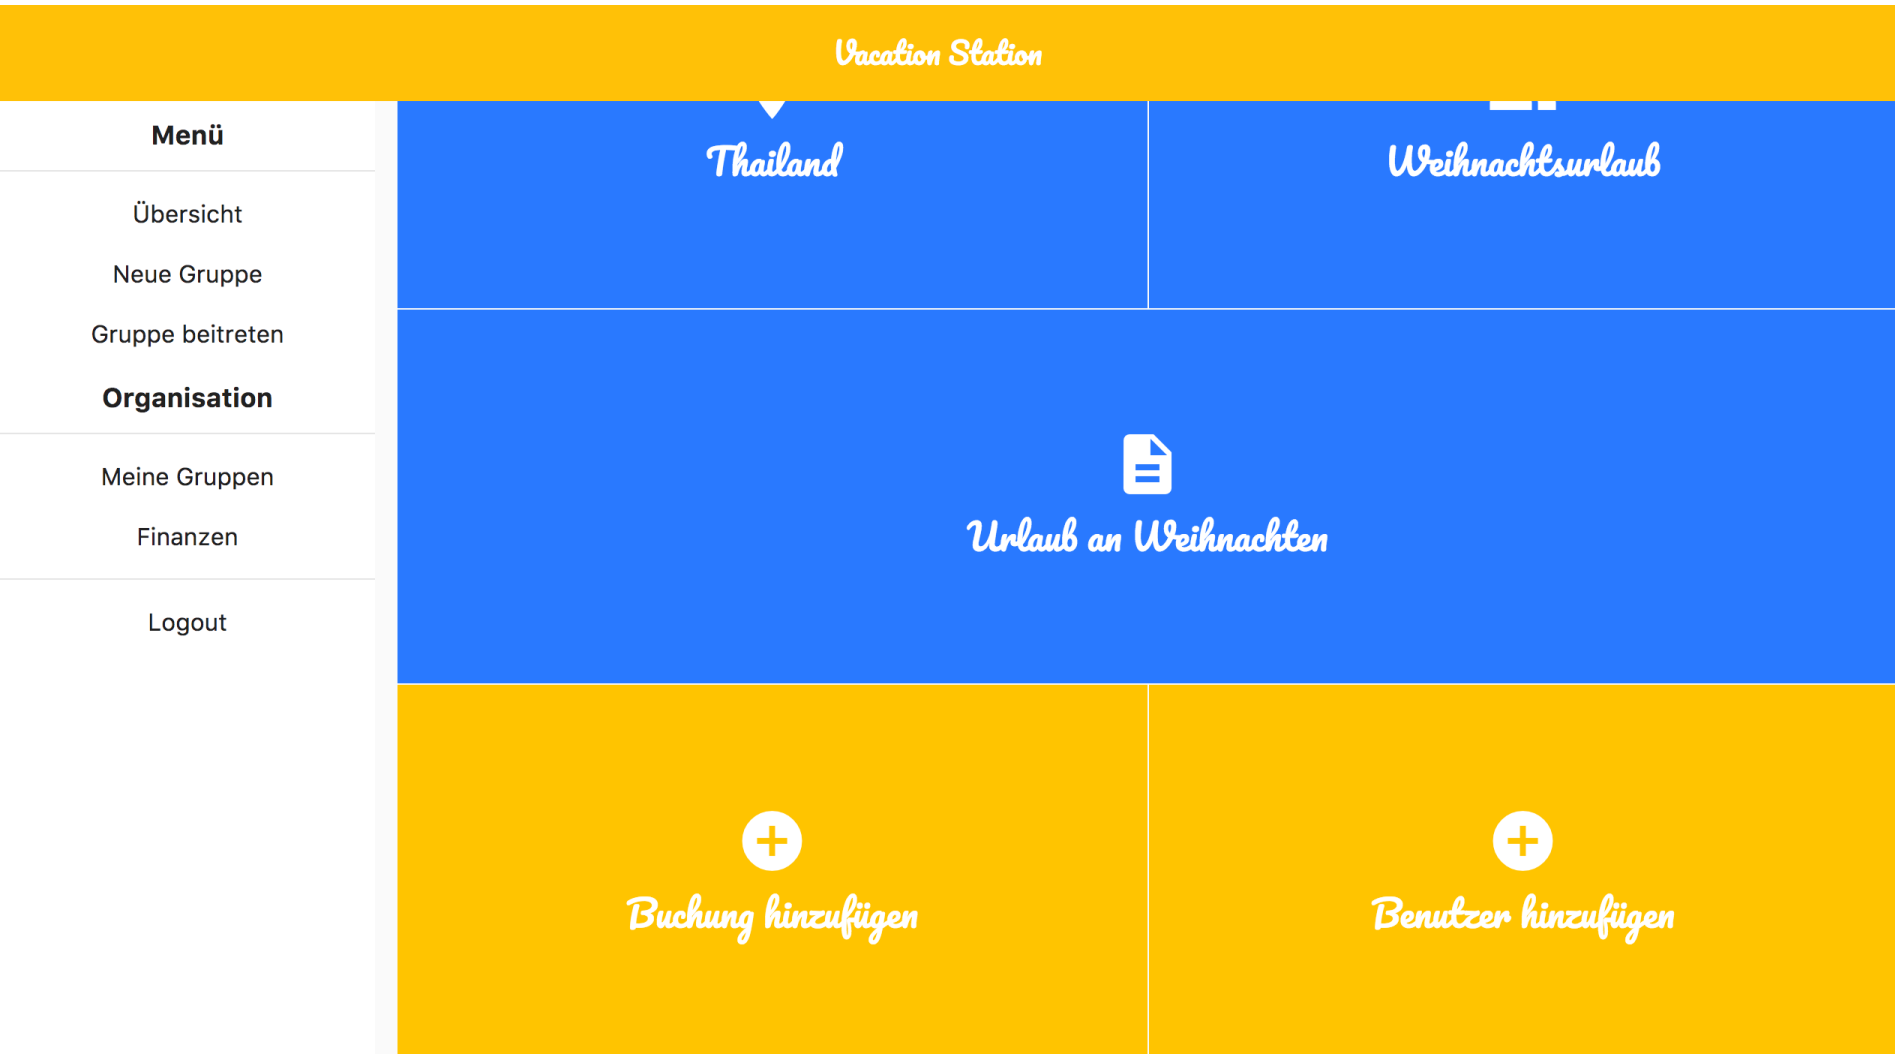 Vacation Station
Menü
Übersicht
Neue Gruppe
Gruppe beitreten
Organisation
Meine Gruppen
Finanzen
Logout
Thailand
Weihnachtsurlaub
Urlaub an Weihnachten
Buchung hinzufügen
Benutzer hinzufügen